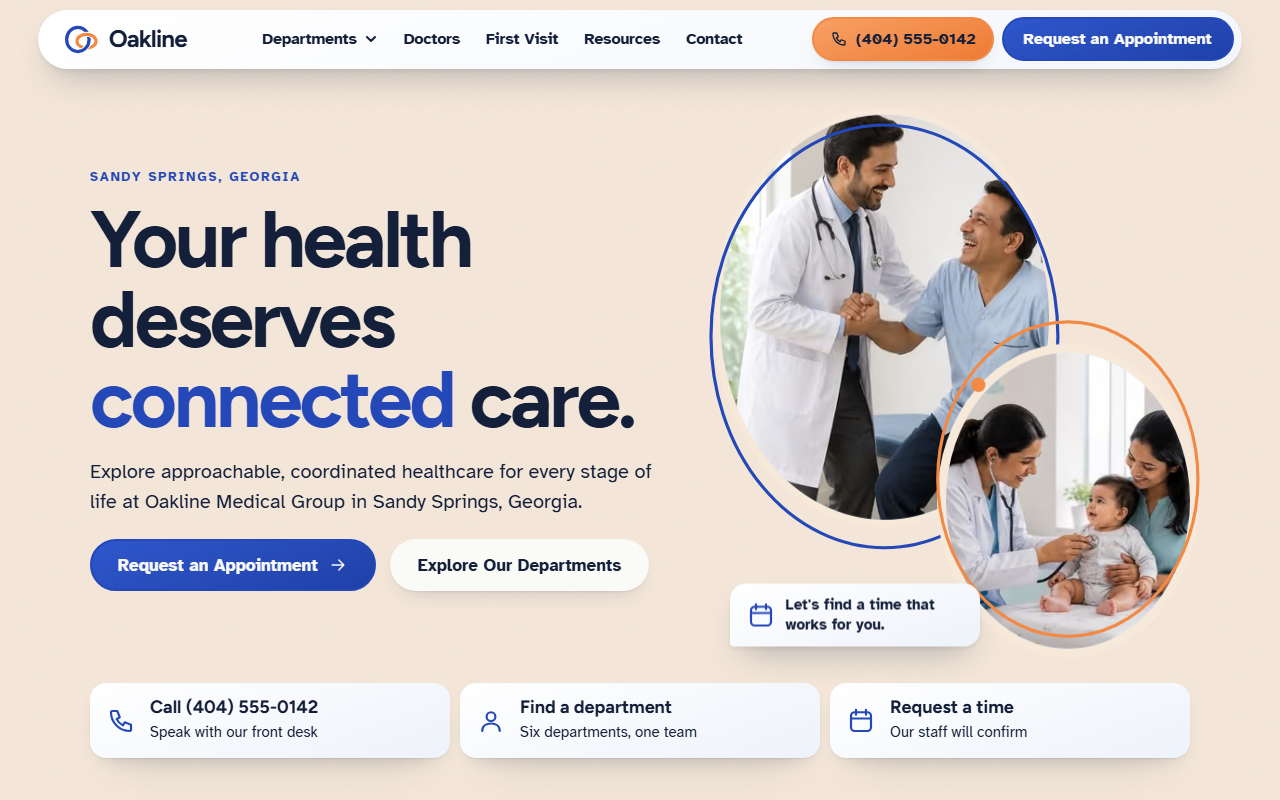 Oakline
Departments
Doctors
First Visit
Resources
Contact
(404) 555-0142
Request an Appointment
SANDY SPRINGS, GEORGIA
Your health
deserves
connected care.
Explore approachable, coordinated healthcare for every stage of
life at Oakline Medical Group in Sandy Springs, Georgia.
Request an Appointment
Explore Our Departments
Let's find a time that
works for you.
Call (404) 555-0142
Speak with our front desk
Find a department
Six departments, one team
Request a time
Our staff will confirm